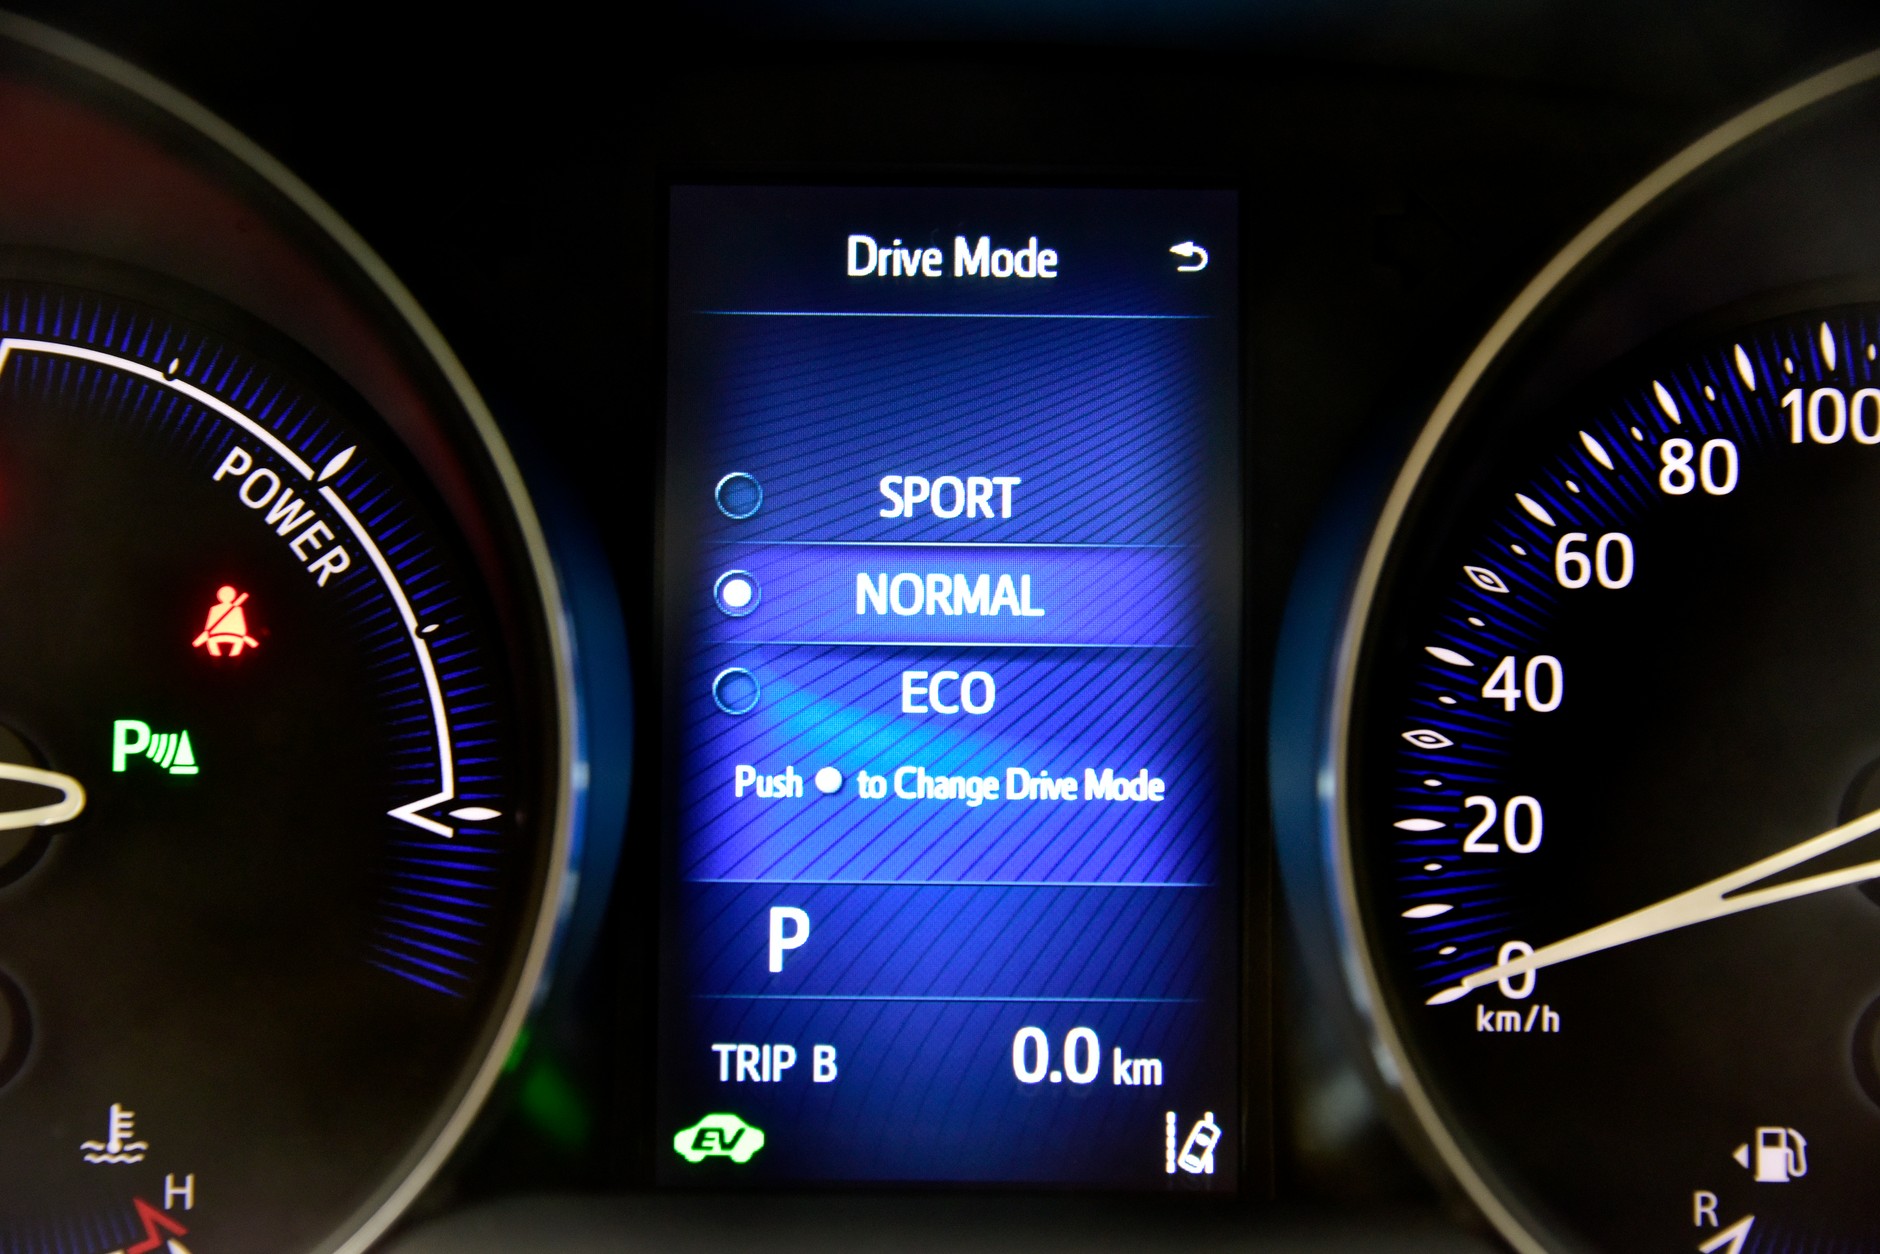 Drive Mode
SPORT
NORMAL
ECO
Push to Change Drive Mode
P
TRIP B 0.0 km
EV
POWER
P
H
100
80
60
40
20
0
km/h
R